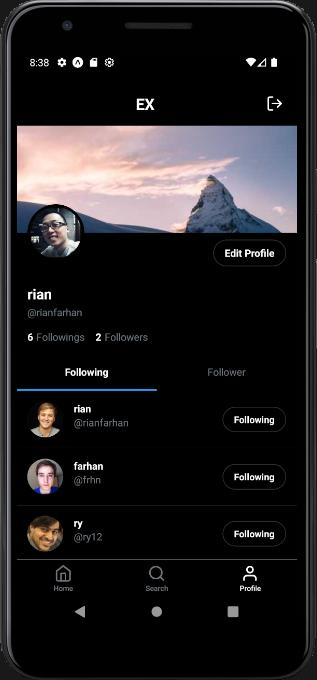 8:38
EX
Edit Profile
rian
@rianfarhan
6 Followings 2 Followers
Following Follower
rian
@rianfarhan
Following
farhan
@frhn
Following
ry
@ry12
Following
Home Search Profile